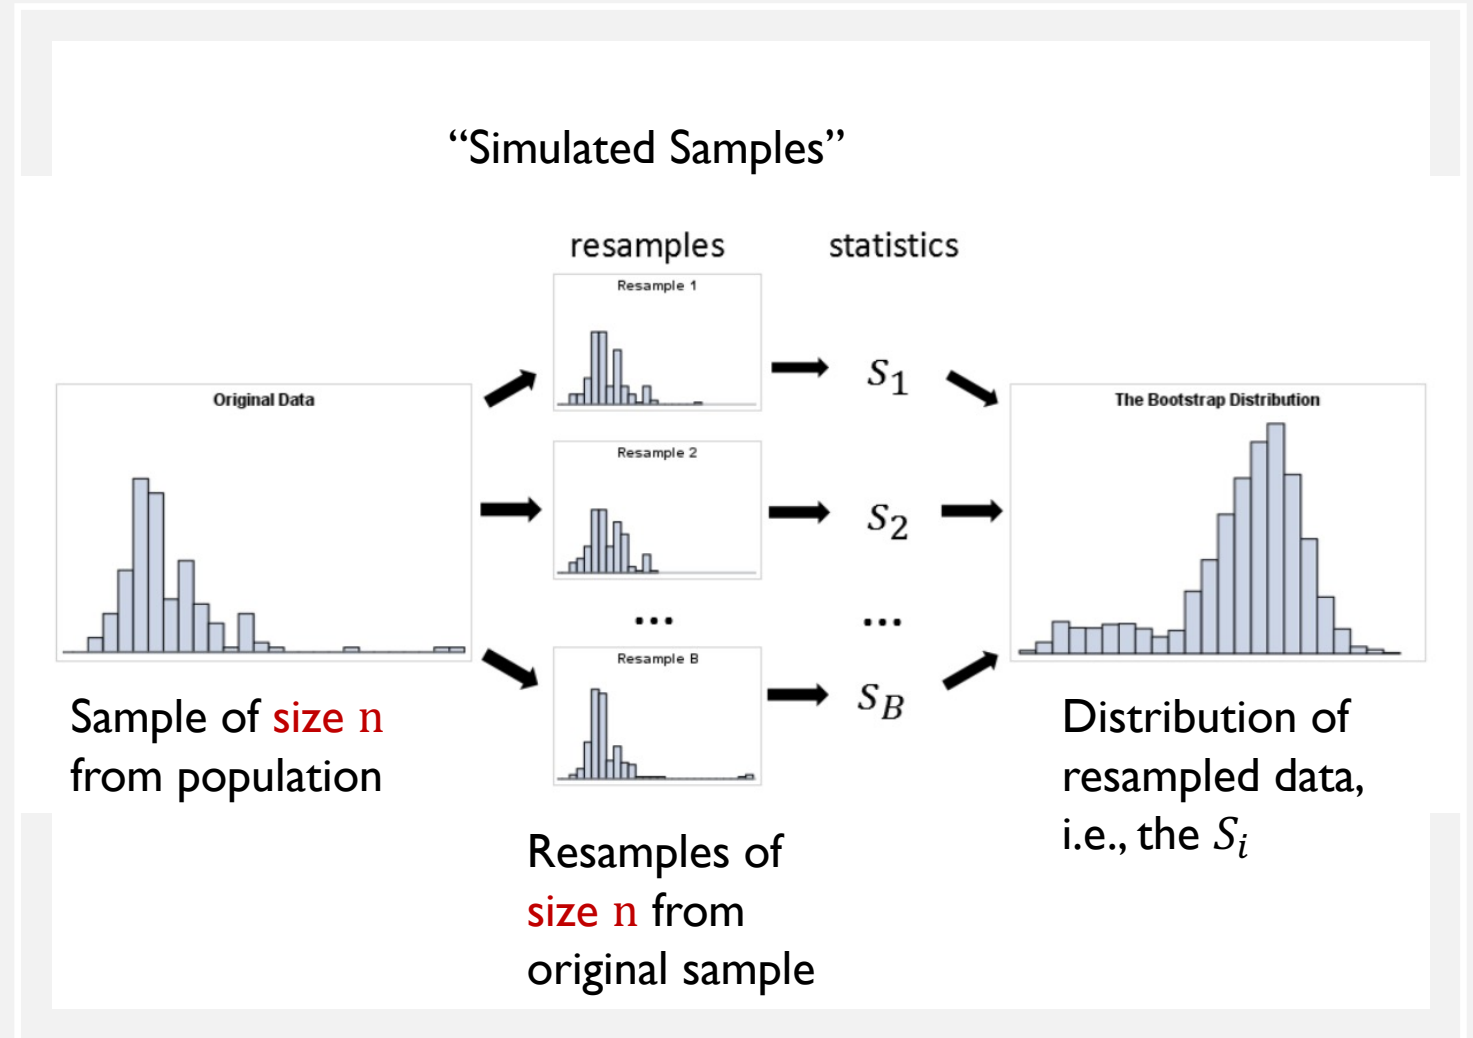 “Simulated Samples”
resamples
statistics
Resample 1
S1
Original Data
The Bootstrap Distribution
Resample 2
S2
...
...
Resample B
SB
Sample of size n
from population
Resamples of
size n from
original sample
Distribution of
resampled data,
i.e., the Si